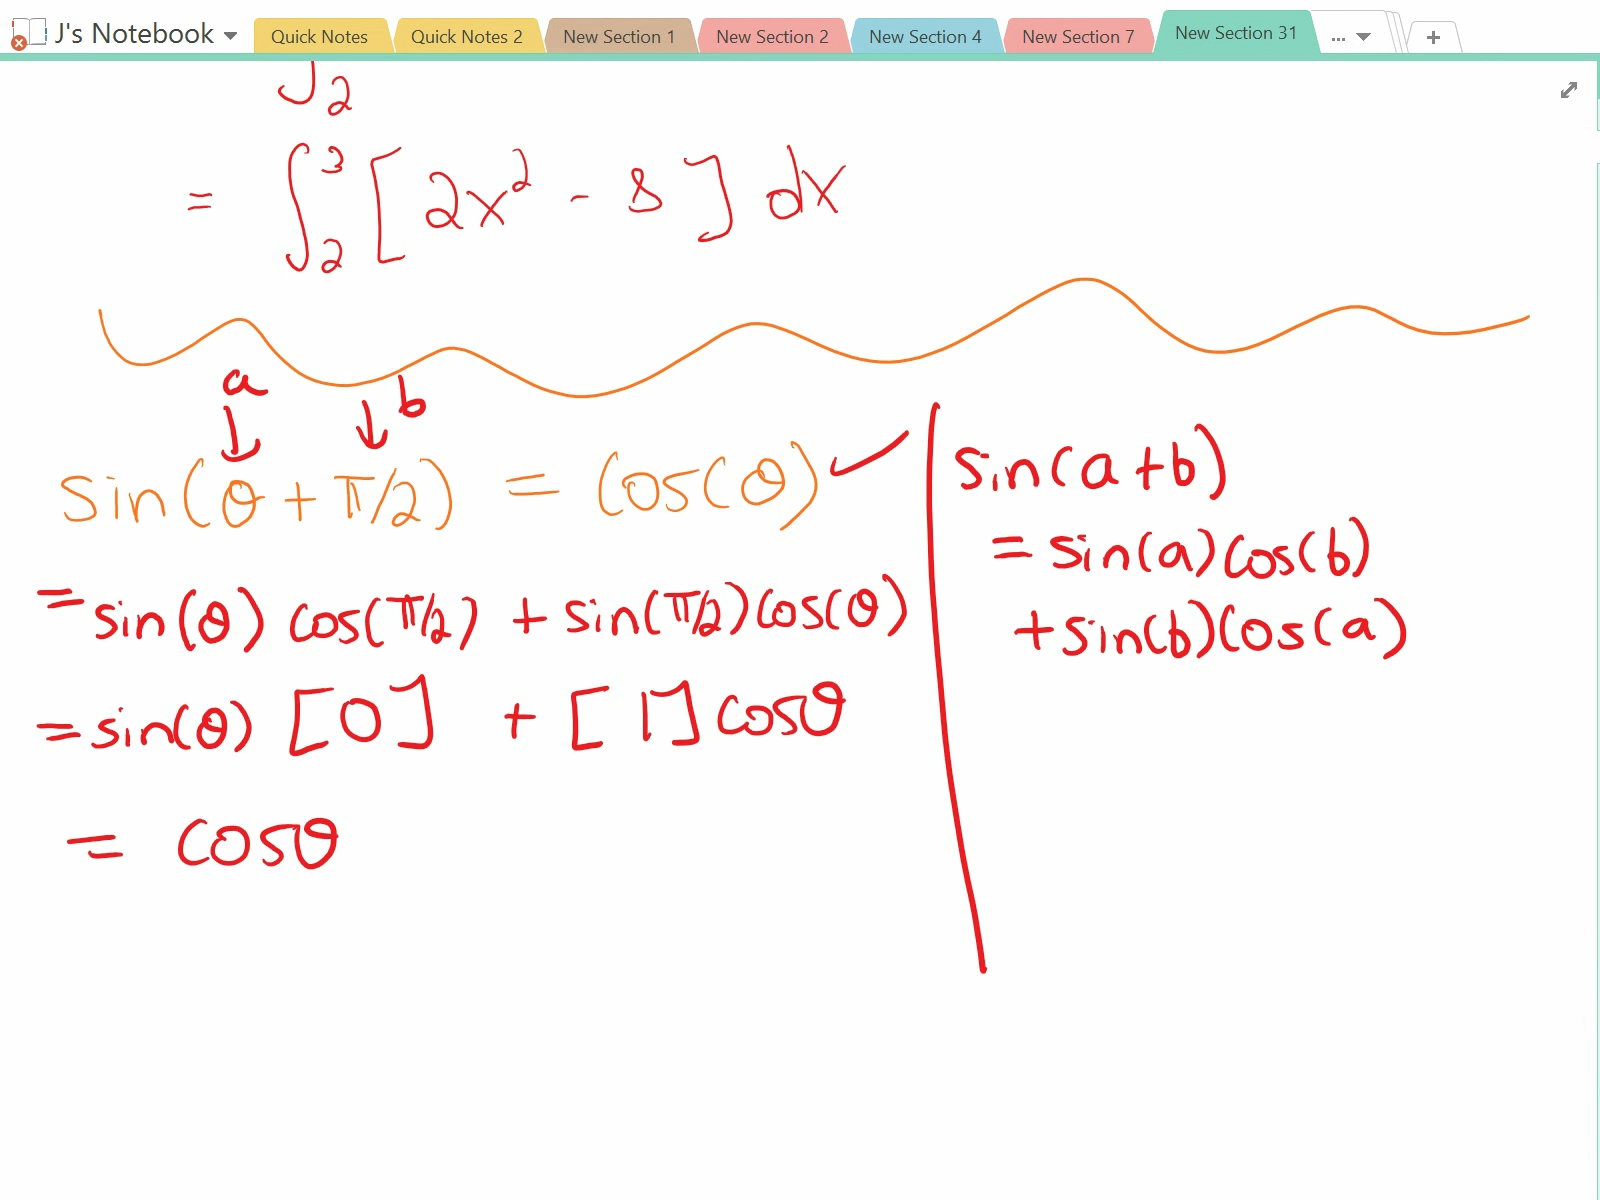 J's Notebook
Quick Notes
Quick Notes 2
New Section 1
New Section 2
New Section 4
New Section 7
New Section 31
...
+
∫2
= ∫₂³ [2x² - 8] dx
a
b
sin(θ + π/2) = cos(θ) ✓
= sin(θ) cos(π/2) + sin(π/2) cos(θ)
= sin(θ) [0] + [1] cosθ
= cosθ
sin(a+b)
= sin(a) cos(b)
+ sin(b) cos(a)